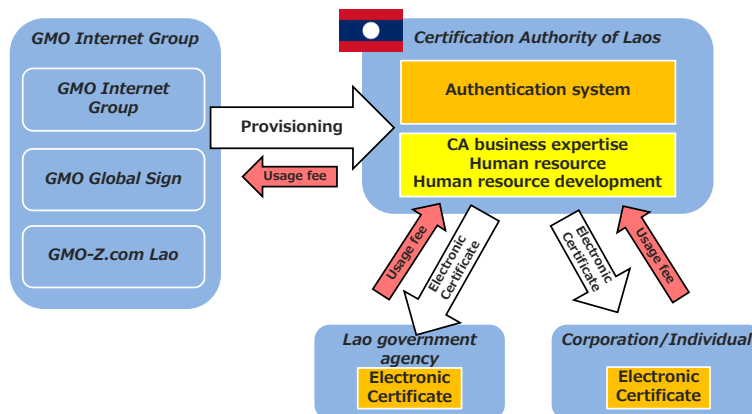 GMO Internet Group
GMO Internet
Group
GMO Global Sign
GMO-Z.com Lao
Provisioning
Usage fee
Certification Authority of Laos
Authentication system
CA business expertise
Human resource
Human resource development
Usage fee
Electronic
Certificate
Electronic
Certificate
Usage fee
Lao government
agency
Electronic
Certificate
Corporation/Individual
Electronic
Certificate